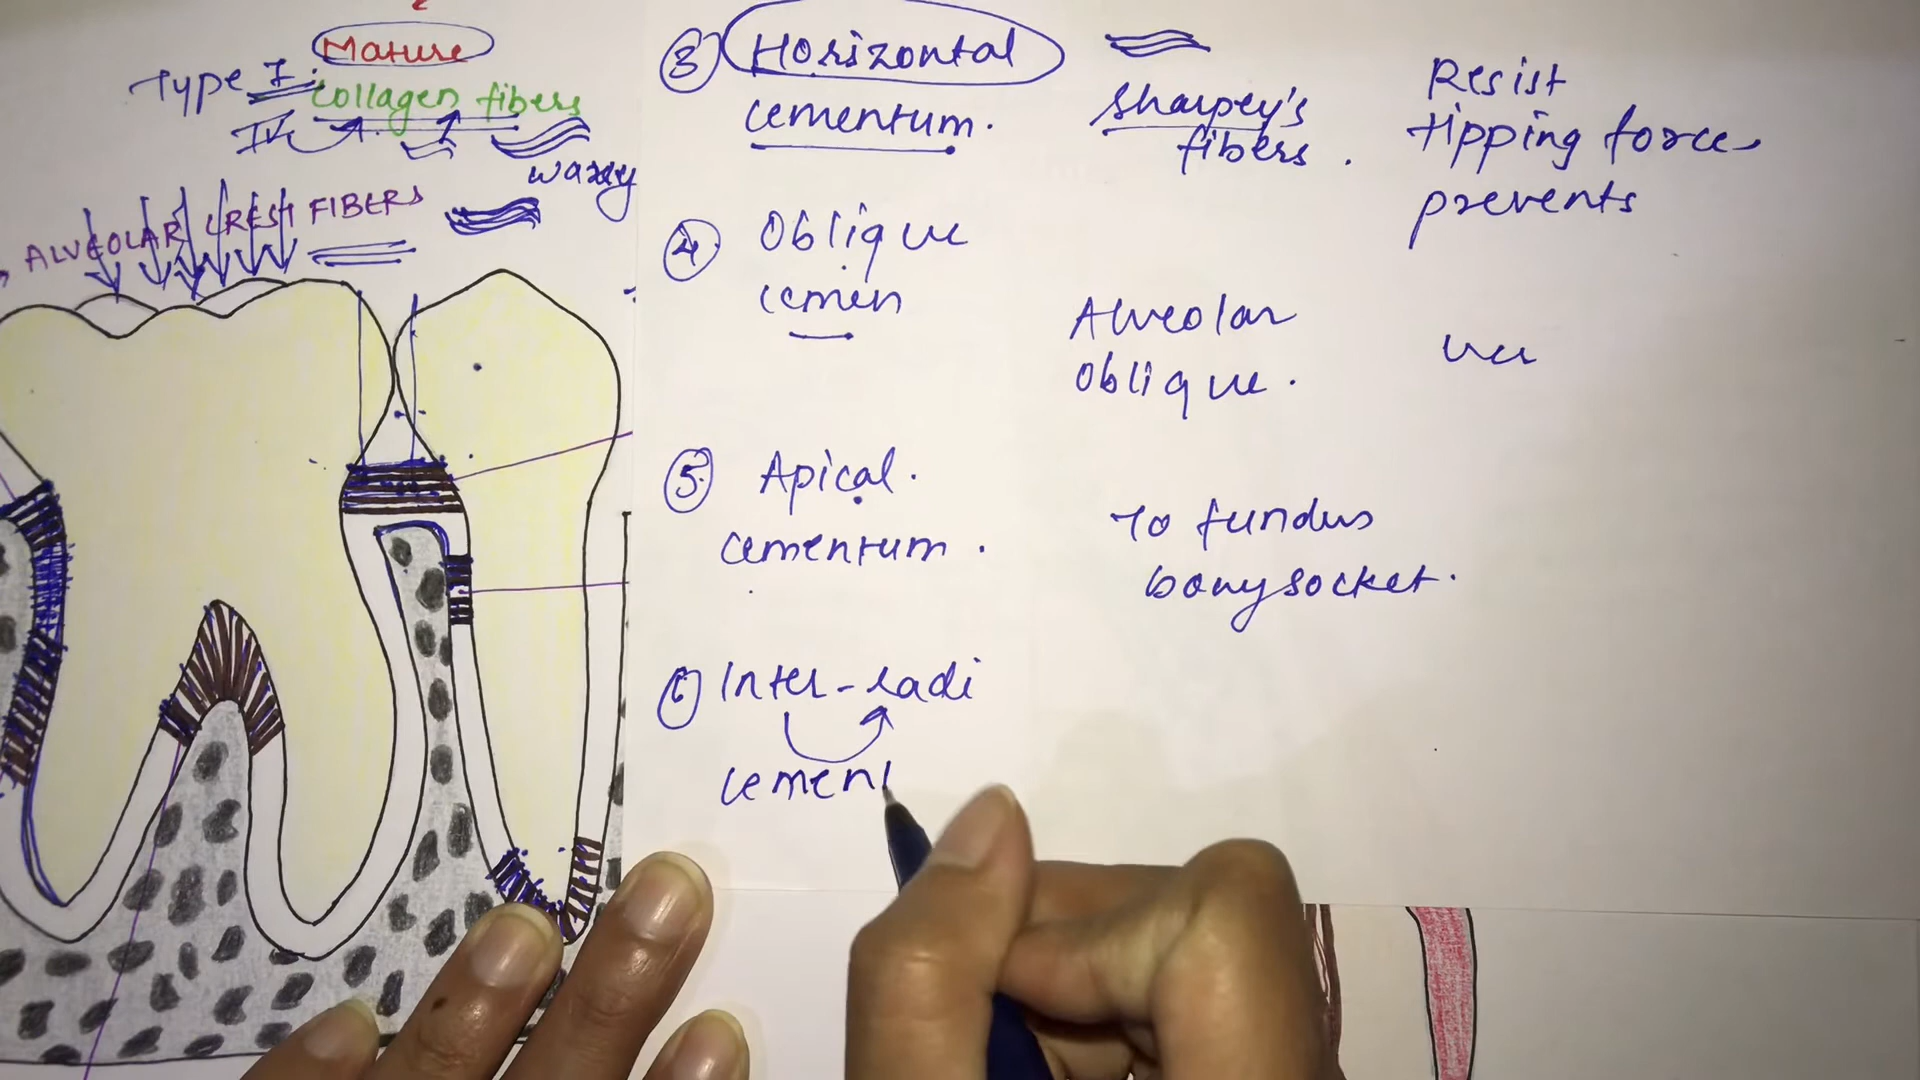 Mature
Type I
collagen fibers
IV
wavy
ALVEOLAR CREST FIBERS
3 Horizontal
cementum.
Sharpey's
fibers.
Resist
tipping force
prevents
4 Oblique
cemen
Alveolar
Oblique.
5 Apical.
cementum.
To fundus
bony socket.
6 Inter-radi
cement